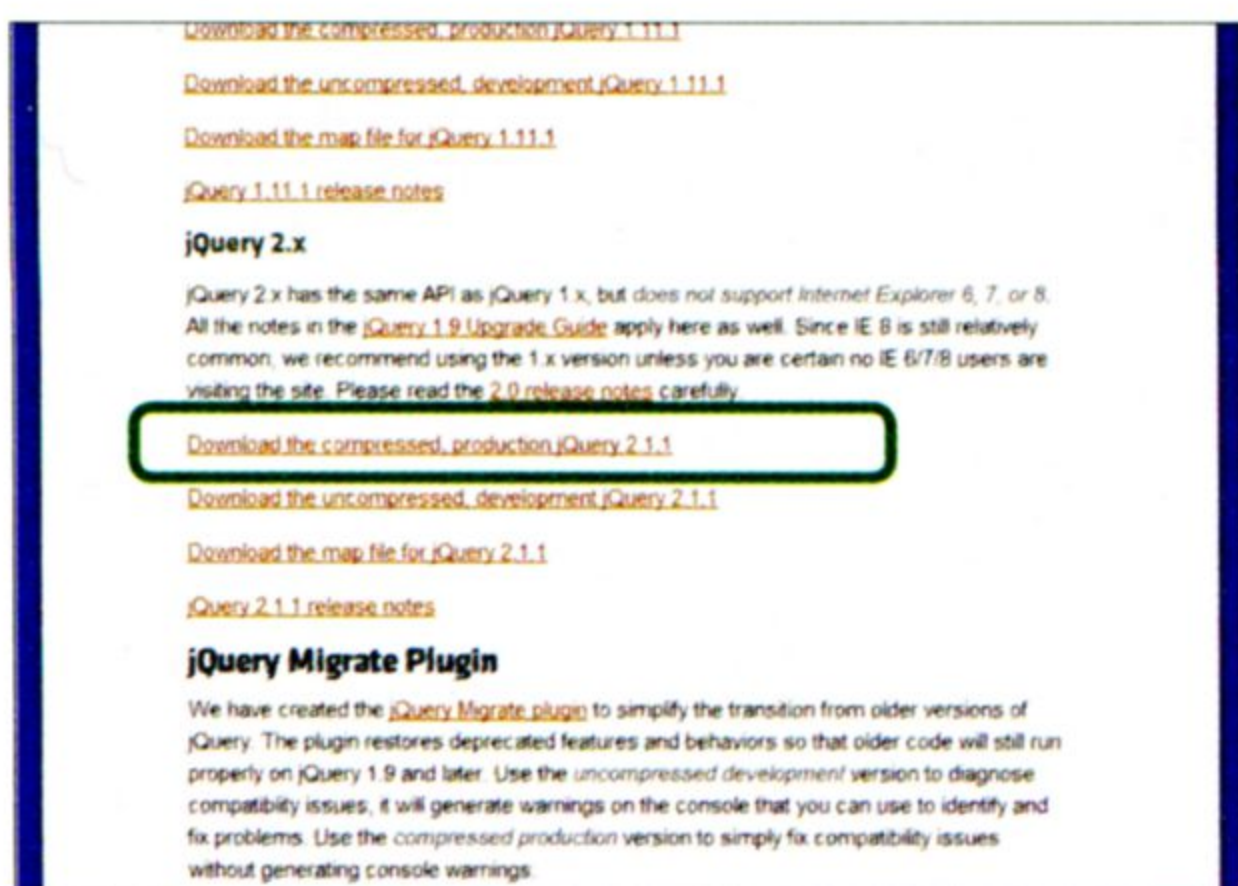 Download the compressed, production jQuery 1.11.1
Download the uncompressed, development jQuery 1.11.1
Download the map file for jQuery 1.11.1
jQuery 1.11.1 release notes
jQuery 2.x
jQuery 2.x has the same API as jQuery 1.x, but does not support Internet Explorer 6, 7, or 8.
All the notes in the jQuery 1.9 Upgrade Guide apply here as well. Since IE 8 is still relatively
common, we recommend using the 1.x version unless you are certain no IE 6/7/8 users are
visiting the site. Please read the 2.0 release notes carefully.
Download the compressed, production jQuery 2.1.1
Download the uncompressed, development jQuery 2.1.1
Download the map file for jQuery 2.1.1
jQuery 2.1.1 release notes
jQuery Migrate Plugin
We have created the jQuery Migrate plugin to simplify the transition from older versions of
jQuery. The plugin restores deprecated features and behaviors so that older code will still run
properly on jQuery 1.9 and later. Use the uncompressed development version to diagnose
compatiblity issues, it will generate warnings on the console that you can use to identify and
fix problems. Use the compressed production version to simply fix compatibility issues
without generating console warnings.